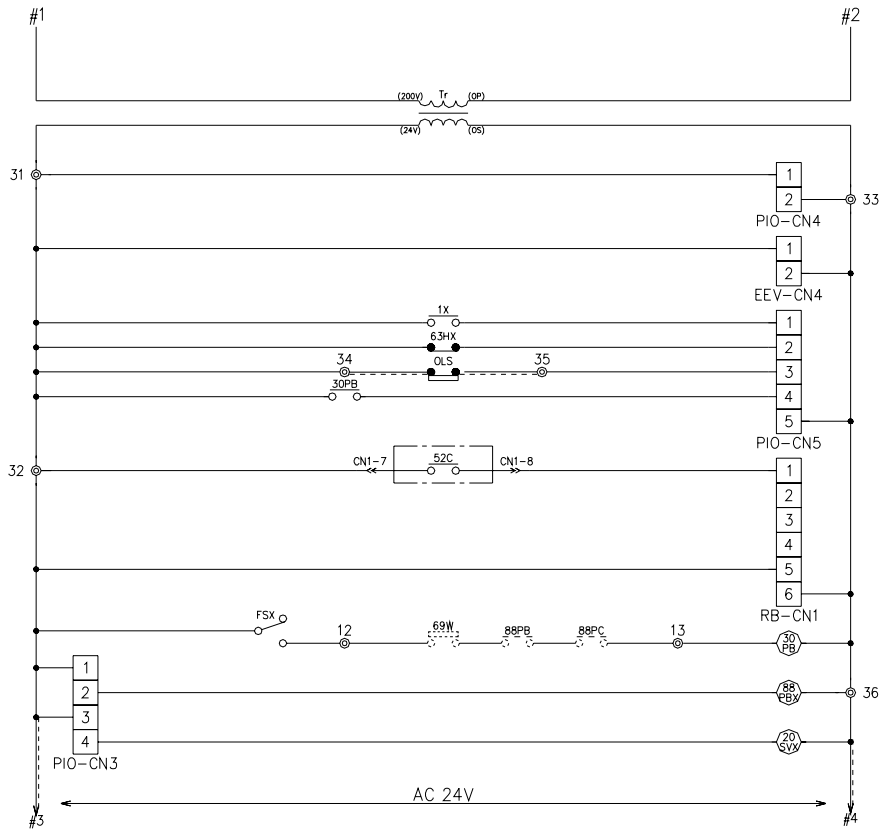 #1 #2
(200V) Tr (0P)
(24V) (0S)
31 1
2 33
PIO-CN4
1
2
EEV-CN4
1X 1
63HX 2
34 OLS 35 3
30PB 4
5
PIO-CN5
32 CN1-7 52C CN1-8 1
2
3
4
5
6
RB-CN1
FSX 12 69W 88PB 88PC 13 30 PB
1
2 88 PBX 36
3
4 20 SVX
PIO-CN3
AC 24V
#3 #4